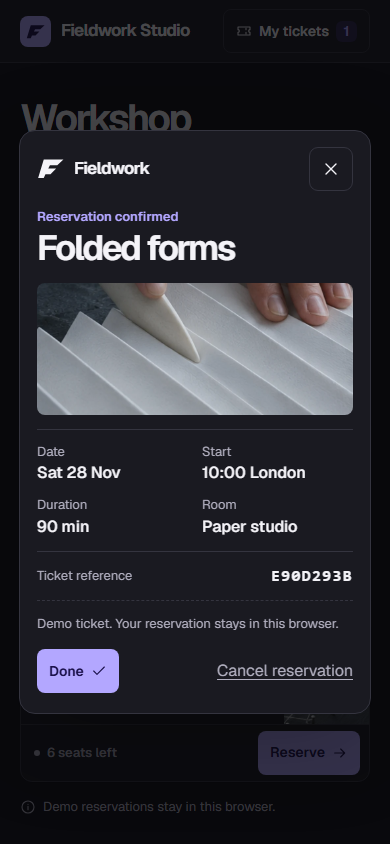 Fieldwork Studio
My tickets 1
Workshop
Fieldwork
Reservation confirmed
Folded forms
Date
Start
Sat 28 Nov
10:00 London
Duration
Room
90 min
Paper studio
Ticket reference
E90D293B
Demo ticket. Your reservation stays in this browser.
Done
Cancel reservation
6 seats left
Reserve
Demo reservations stay in this browser.